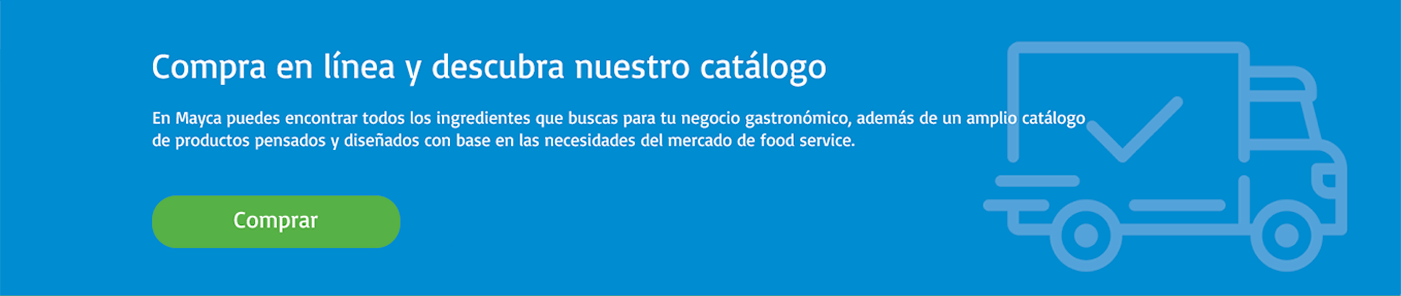 Compra en línea y descubra nuestro catálogo
En Mayca puedes encontrar todos los ingredientes que buscas para tu negocio gastronómico, además de un amplio catálogo
de productos pensados y diseñados con base en las necesidades del mercado de food service.
Comprar